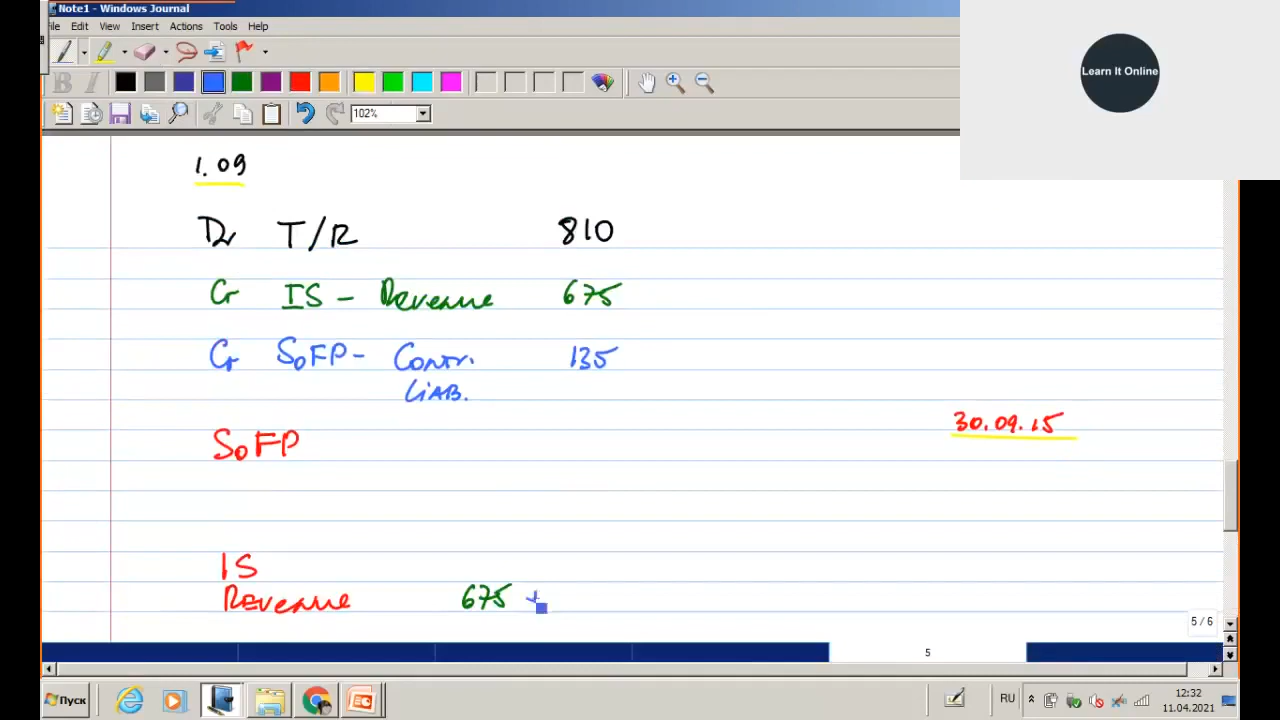 Note1 - Windows Journal
ile Edit View Insert Actions Tools Help
Learn It Online
B I
102%
1.09
Dr T/R 810
Cr IS - Revenue 675
Cr SoFP - Contr. 135
Liab.
30.09.15
SoFP
IS
Revenue 675 +
5 / 6
5
Пуск
RU
12:32
11.04.2021